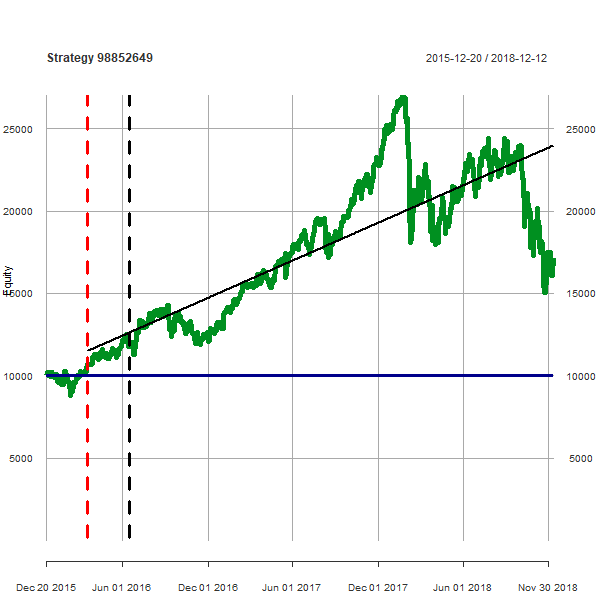 Strategy 98852649
2015-12-20 / 2018-12-12
25000
25000
20000
20000
Equity
15000
15000
10000
10000
5000
5000
Dec 20 2015
Jun 01 2016
Dec 01 2016
Jun 01 2017
Dec 01 2017
Jun 01 2018
Nov 30 2018